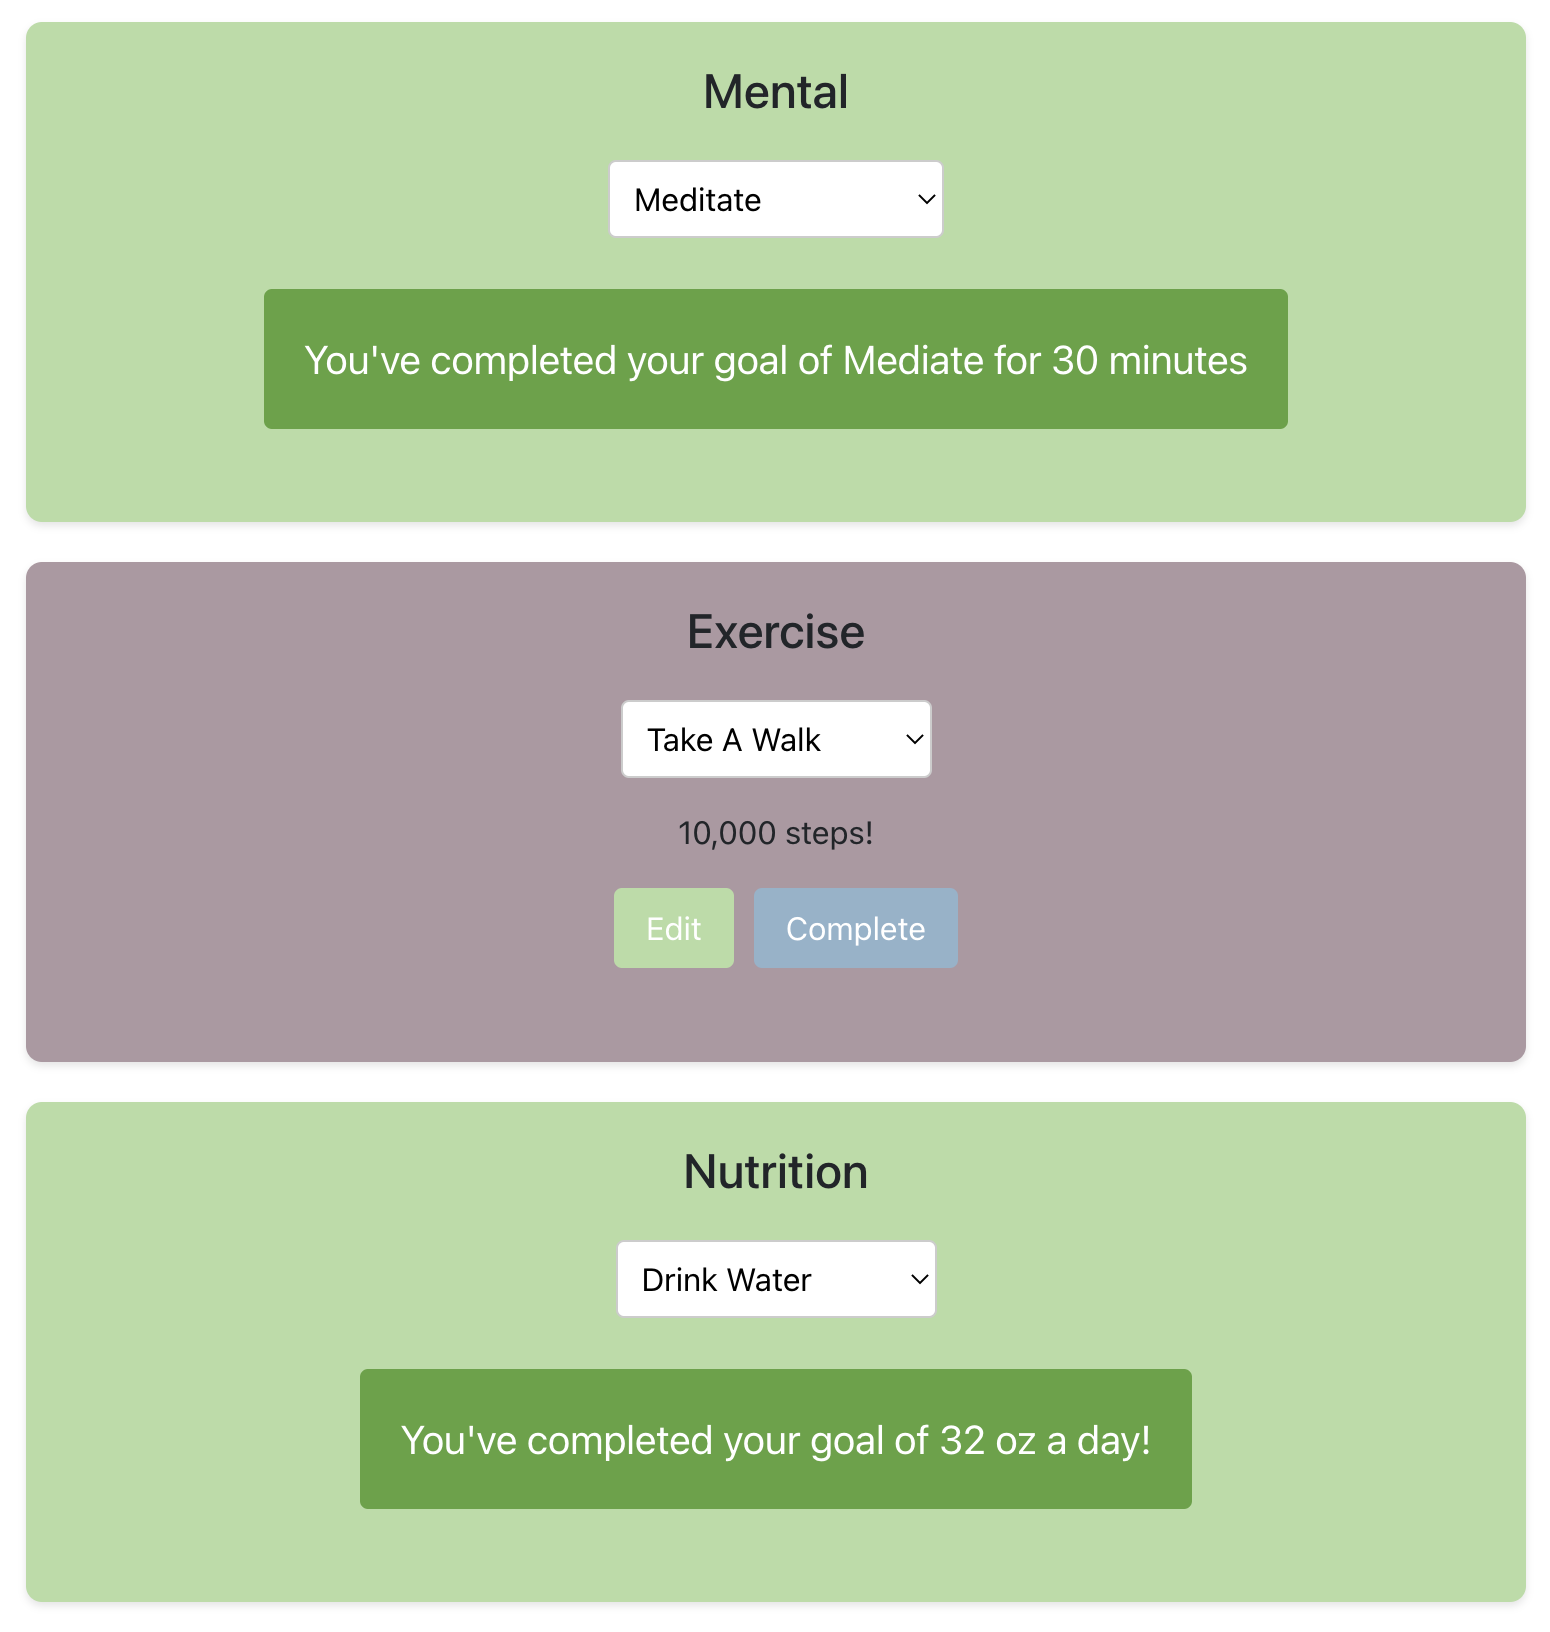 Mental
Meditate
You've completed your goal of Mediate for 30 minutes
Exercise
Take A Walk
10,000 steps!
Edit Complete
Nutrition
Drink Water
You've completed your goal of 32 oz a day!